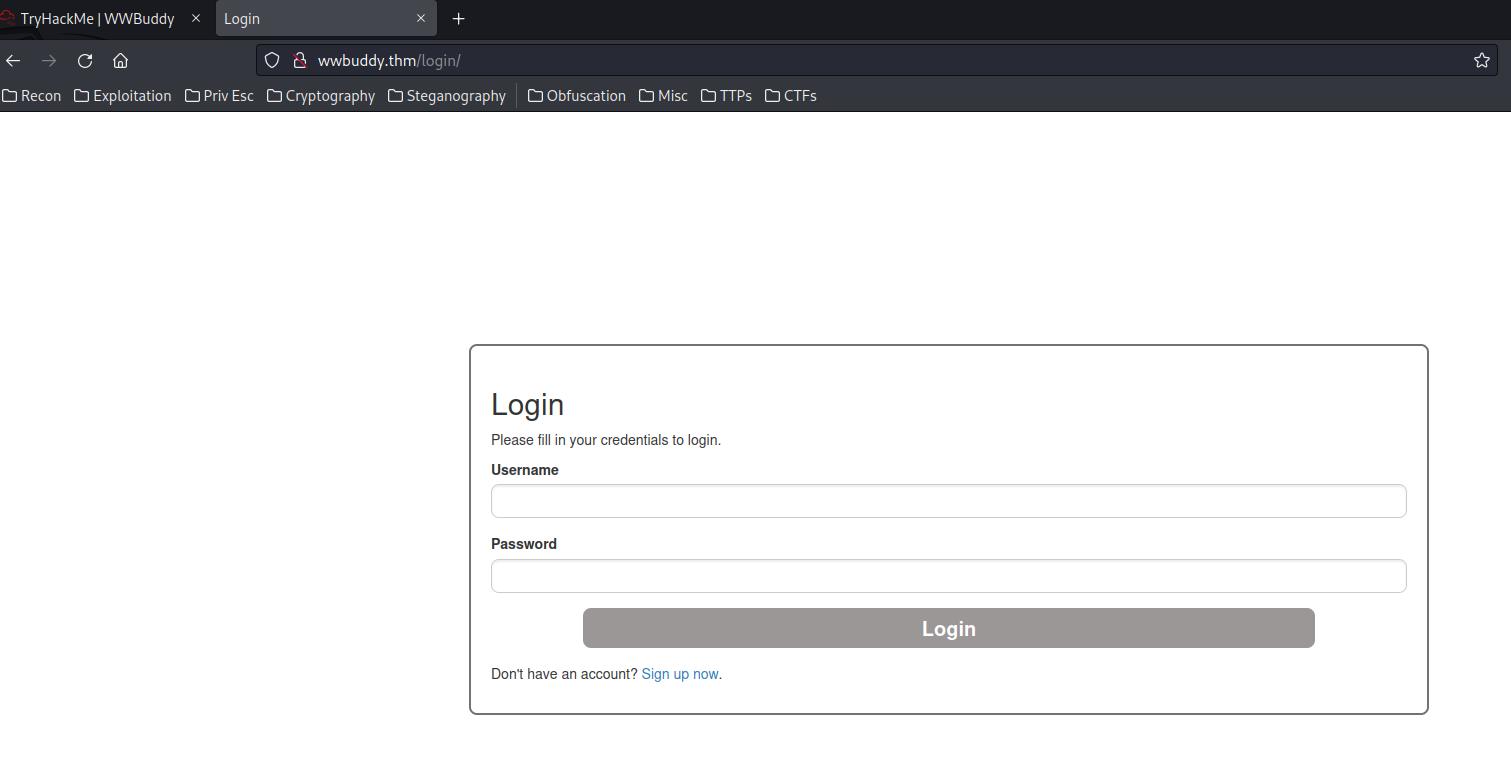 TryHackMe | WWBuddy
Login
wwbuddy.thm/login/
Recon Exploitation Priv Esc Cryptography Steganography Obfuscation Misc TTPs CTFs
Login
Please fill in your credentials to login.
Username
Password
Login
Don't have an account? Sign up now.